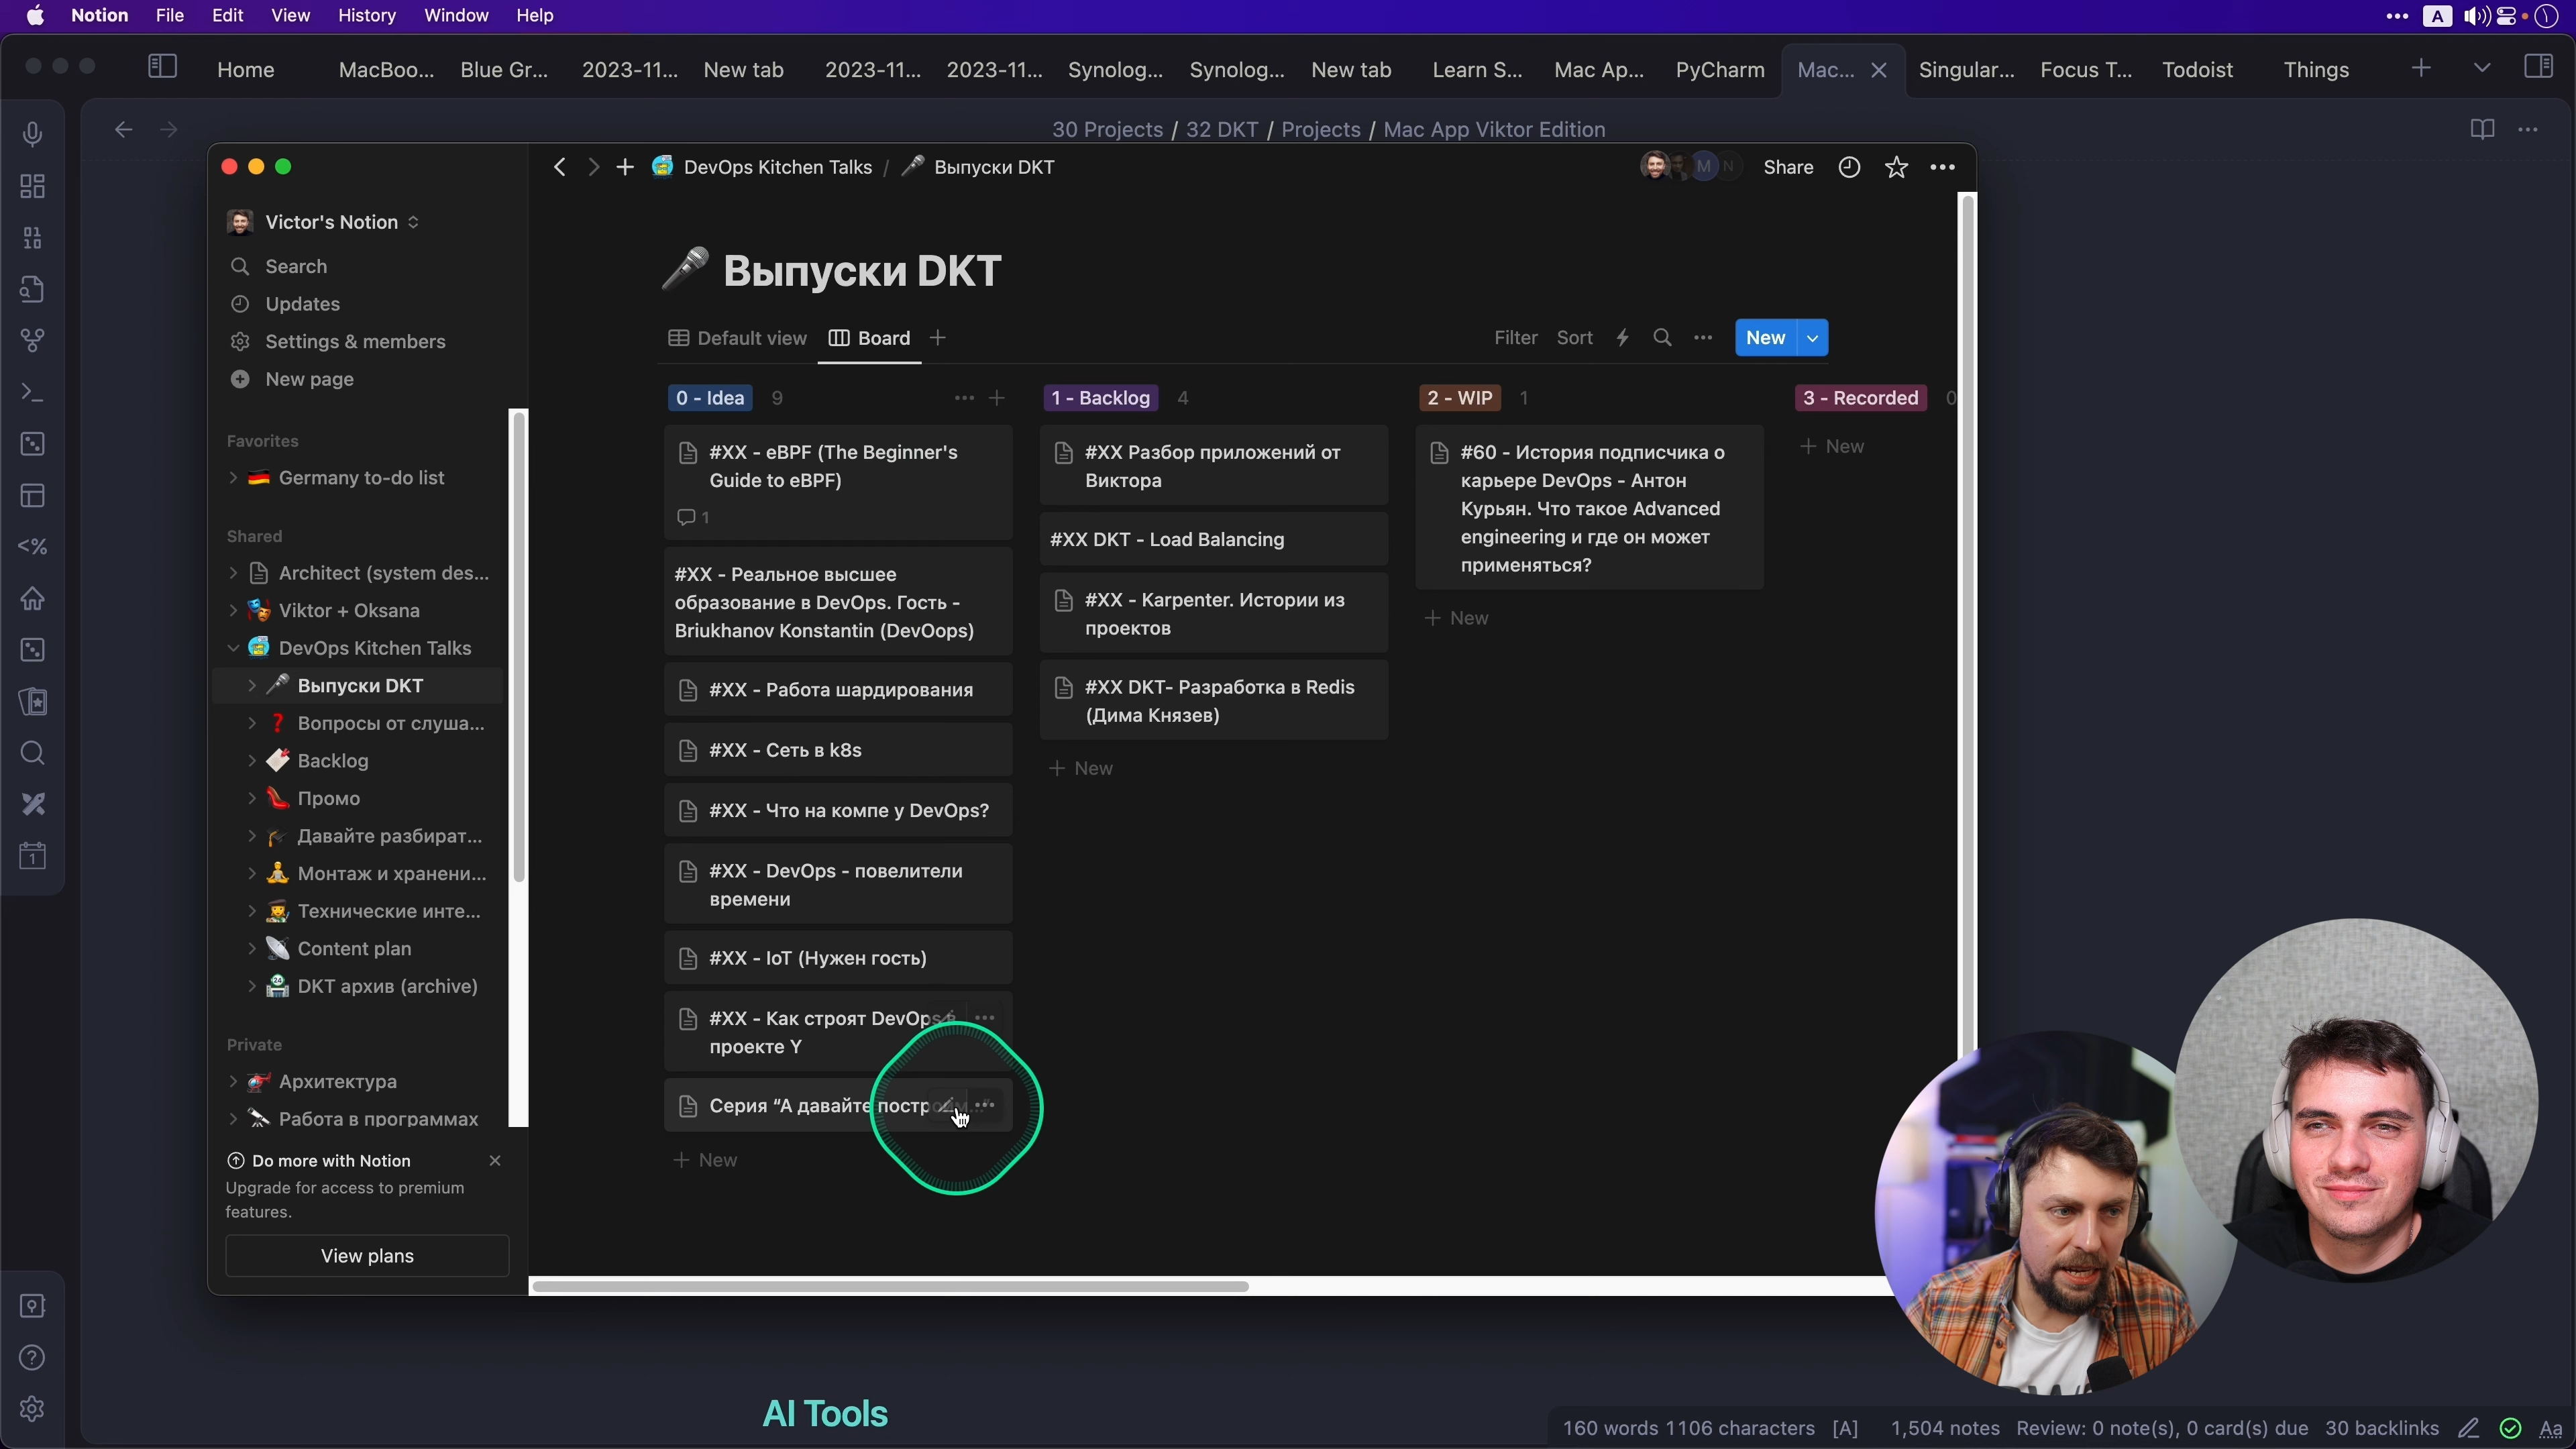 Notion File Edit View History Window Help
A
Home MacBoo... Blue Gr... 2023-11... New tab 2023-11... 2023-11... Synolog... Synolog... New tab Learn S... Mac Ap... PyCharm Mac... Singular... Focus T... Todoist Things
30 Projects / 32 DKT / Projects / Mac App Viktor Edition
DevOps Kitchen Talks / Выпуски DKT
M N Share
Victor's Notion
Search
Updates
Settings & members
New page
Favorites
Germany to-do list
Shared
Architect (system des...
Viktor + Oksana
DevOps Kitchen Talks
Выпуски DKT
Вопросы от слуша...
Backlog
Промо
Давайте разбират...
Монтаж и хранени...
Технические инте...
Content plan
DKT архив (archive)
Private
Архитектура
Работа в программах
Do more with Notion
Upgrade for access to premium
features.
View plans
Выпуски DKT
Default view Board
Filter Sort New
0 - Idea 9
#XX - eBPF (The Beginner's
Guide to eBPF)
1
#XX - Реальное высшее
образование в DevOps. Гость -
Briukhanov Konstantin (DevOops)
#XX - Работа шардирования
#XX - Сеть в k8s
#XX - Что на компе у DevOps?
#XX - DevOps - повелители
времени
#XX - IoT (Нужен гость)
#XX - Как строят DevOps в
проекте Y
Серия “А давайте построим..."
New
1 - Backlog 4
#XX Разбор приложений от
Виктора
#XX DKT - Load Balancing
#XX - Karpenter. Истории из
проектов
#XX DKT- Разработка в Redis
(Дима Князев)
New
2 - WIP 1
#60 - История подписчика о
карьере DevOps - Антон
Курьян. Что такое Advanced
engineering и где он может
применяться?
New
3 - Recorded 0
New
AI Tools
160 words 1106 characters [A] 1,504 notes Review: 0 note(s), 0 card(s) due 30 backlinks Aa